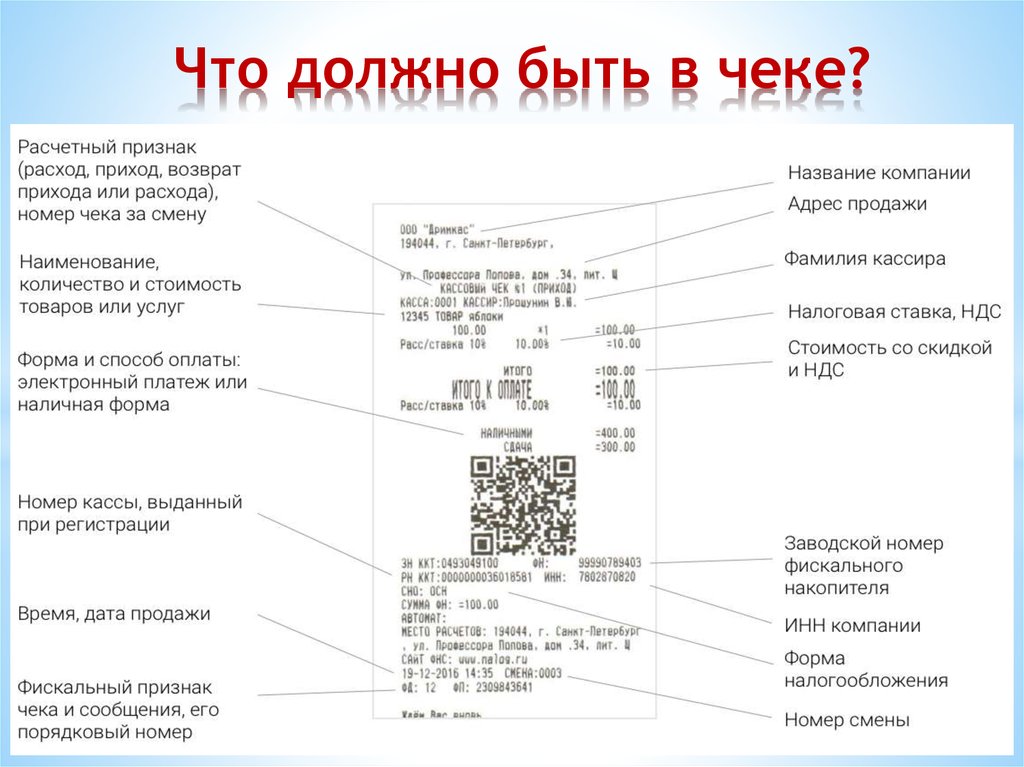 Что должно быть в чеке?
Расчетный признак
(расход, приход, возврат
прихода или расхода),
номер чека за смену
Наименование,
количество и стоимость
товаров или услуг
Форма и способ оплаты:
электронный платеж или
наличная форма
Номер кассы, выданный
при регистрации
Время, дата продажи
Фискальный признак
чека и сообщения, его
порядковый номер
ООО "Дримкас"
194044, г. Санкт-Петербург,
ул. Профессора Попова, дом .34, лит. Щ
КАССОВЫЙ ЧЕК №1 (ПРИХОД)
КАССА:0001 КАССИР:Прошунин В.Ю.
12345 ТОВАР яблоки
100.00 *1 =100.00
Расс/ставка 10% 10.00% =10.00
ИТОГО =100.00
ИТОГО К ОПЛАТЕ =100.00
Расс/ставка 10% 10.00% =10.00
НАЛИЧНЫМИ =400.00
СДАЧА =300.00
ЗН ККТ:0493049100 ФН: 99990789403
РН ККТ:0000000036018581 ИНН: 7802870820
СНО: ОСН
СУММА ФН: =100.00
АВТОМАТ:
МЕСТО РАСЧЕТОВ: 194044, г. Санкт-Петербург
, ул. Профессора Попова, дом .34, лит. Щ
САЙТ ФНС: www.nalog.ru
19-12-2016 14:35 СМЕНА:0003
ФД: 12 ФП: 2309843641
Ждём Вас вновь
Название компании
Адрес продажи
Фамилия кассира
Налоговая ставка, НДС
Стоимость со скидкой
и НДС
Заводской номер
фискального
накопителя
ИНН компании
Форма
налогообложения
Номер смены